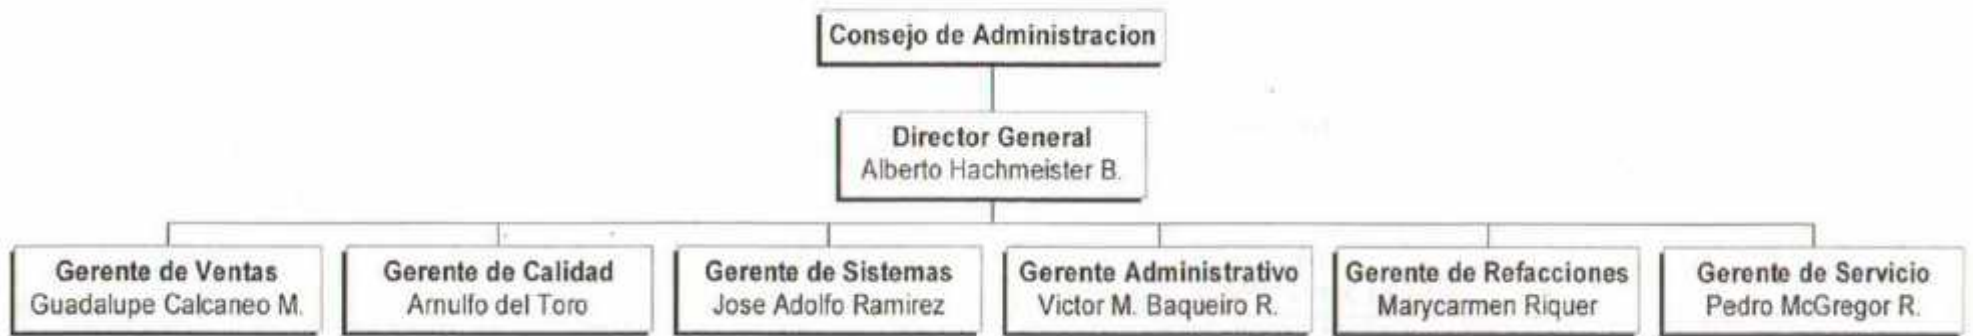 Consejo de Administracion
Director General
Alberto Hachmeister B.
Gerente de Ventas
Guadalupe Calcaneo M.
Gerente de Calidad
Arnulfo del Toro
Gerente de Sistemas
Jose Adolfo Ramirez
Gerente Administrativo
Victor M. Baqueiro R.
Gerente de Refacciones
Marycarmen Riquer
Gerente de Servicio
Pedro McGregor R.